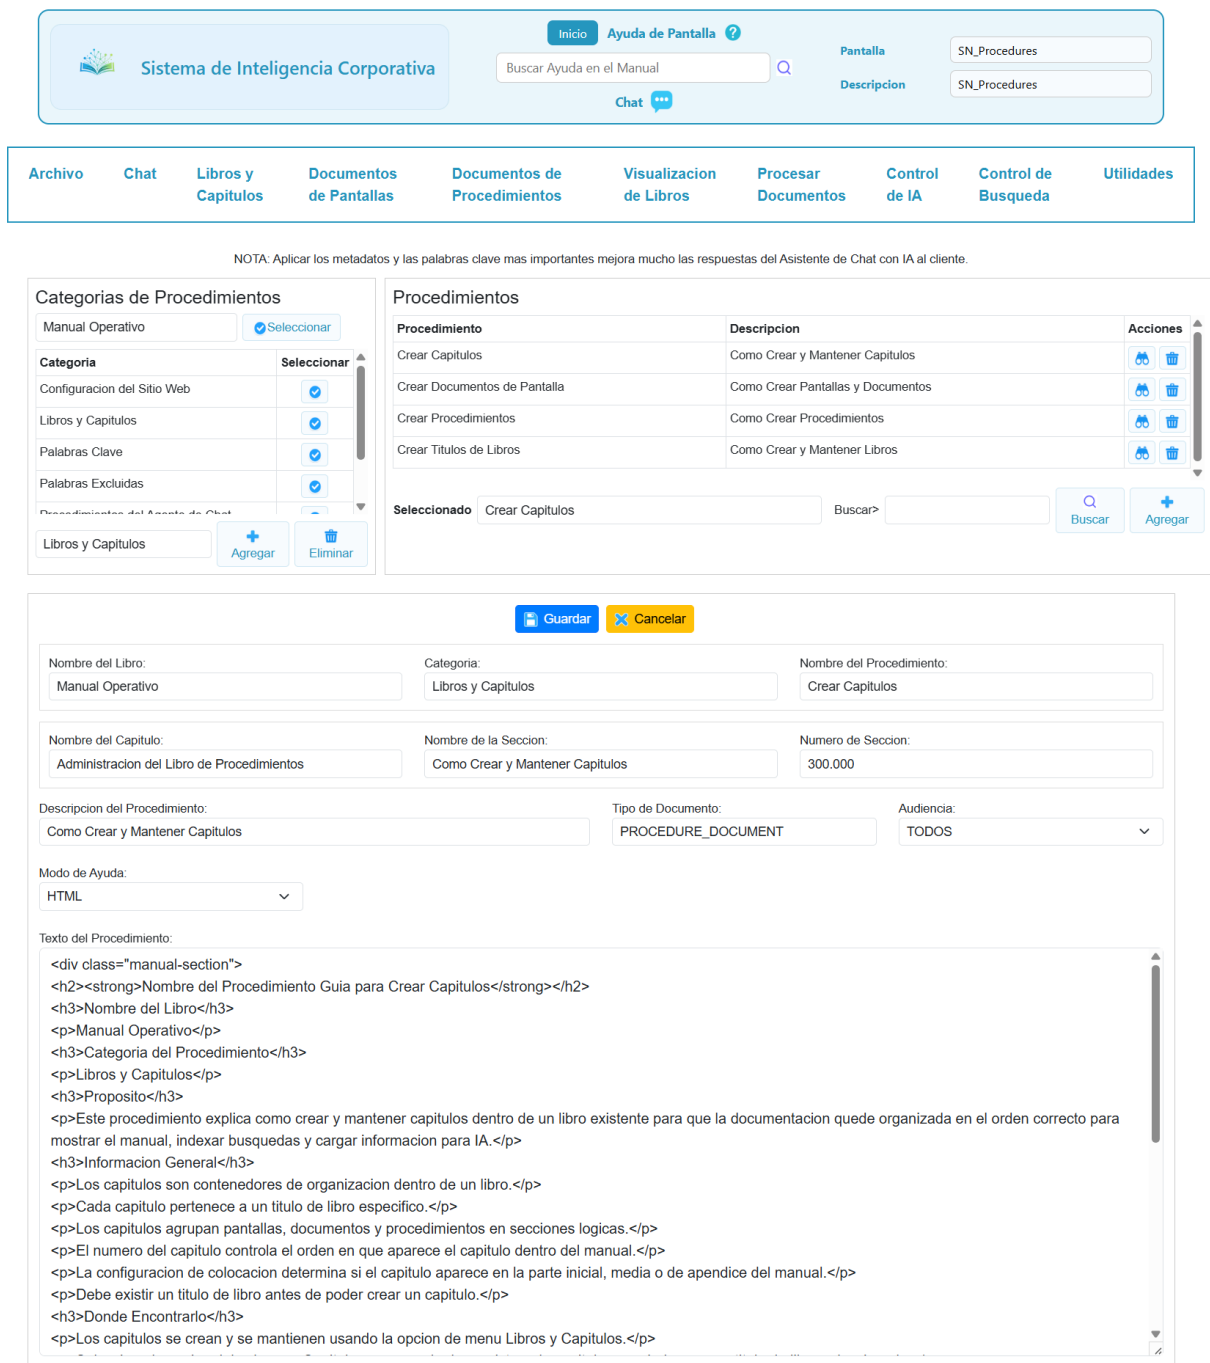 Inicio Ayuda de Pantalla ?
Sistema de Inteligencia Corporativa
Buscar Ayuda en el Manual
Chat
Pantalla SN_Procedures
Descripcion SN_Procedures
Archivo Chat Libros y Capitulos Documentos de Pantallas Documentos de Procedimientos Visualizacion de Libros Procesar Documentos Control de IA Control de Busqueda Utilidades
NOTA: Aplicar los metadatos y las palabras clave mas importantes mejora mucho las respuestas del Asistente de Chat con IA al cliente.
Categorias de Procedimientos
Manual Operativo Seleccionar
Categoria Seleccionar
Configuracion del Sitio Web
Libros y Capitulos
Palabras Clave
Palabras Excluidas
Procedimientos del Agente de Chat
Libros y Capitulos Agregar Eliminar
Procedimientos
Procedimiento Descripcion Acciones
Crear Capitulos Como Crear y Mantener Capitulos
Crear Documentos de Pantalla Como Crear Pantallas y Documentos
Crear Procedimientos Como Crear Procedimientos
Crear Titulos de Libros Como Crear y Mantener Libros
Seleccionado Crear Capitulos Buscar> Buscar Agregar
Guardar Cancelar
Nombre del Libro: Categoria: Nombre del Procedimiento:
Manual Operativo Libros y Capitulos Crear Capitulos
Nombre del Capitulo: Nombre de la Seccion: Numero de Seccion:
Administracion del Libro de Procedimientos Como Crear y Mantener Capitulos 300.000
Descripcion del Procedimiento: Tipo de Documento: Audiencia:
Como Crear y Mantener Capitulos PROCEDURE_DOCUMENT TODOS
Modo de Ayuda:
HTML
Texto del Procedimiento:
<div class="manual-section">
<h2><strong>Nombre del Procedimiento Guia para Crear Capitulos</strong></h2>
<h3>Nombre del Libro</h3>
<p>Manual Operativo</p>
<h3>Categoria del Procedimiento</h3>
<p>Libros y Capitulos</p>
<h3>Proposito</h3>
<p>Este procedimiento explica como crear y mantener capitulos dentro de un libro existente para que la documentacion quede organizada en el orden correcto para
mostrar el manual, indexar busquedas y cargar informacion para IA.</p>
<h3>Informacion General</h3>
<p>Los capitulos son contenedores de organizacion dentro de un libro.</p>
<p>Cada capitulo pertenece a un titulo de libro especifico.</p>
<p>Los capitulos agrupan pantallas, documentos y procedimientos en secciones logicas.</p>
<p>El numero del capitulo controla el orden en que aparece el capitulo dentro del manual.</p>
<p>La configuracion de colocacion determina si el capitulo aparece en la parte inicial, media o de apendice del manual.</p>
<p>Debe existir un titulo de libro antes de poder crear un capitulo.</p>
<h3>Donde Encontrarlo</h3>
<p>Los capitulos se crean y se mantienen usando la opcion de menu Libros y Capitulos.</p>